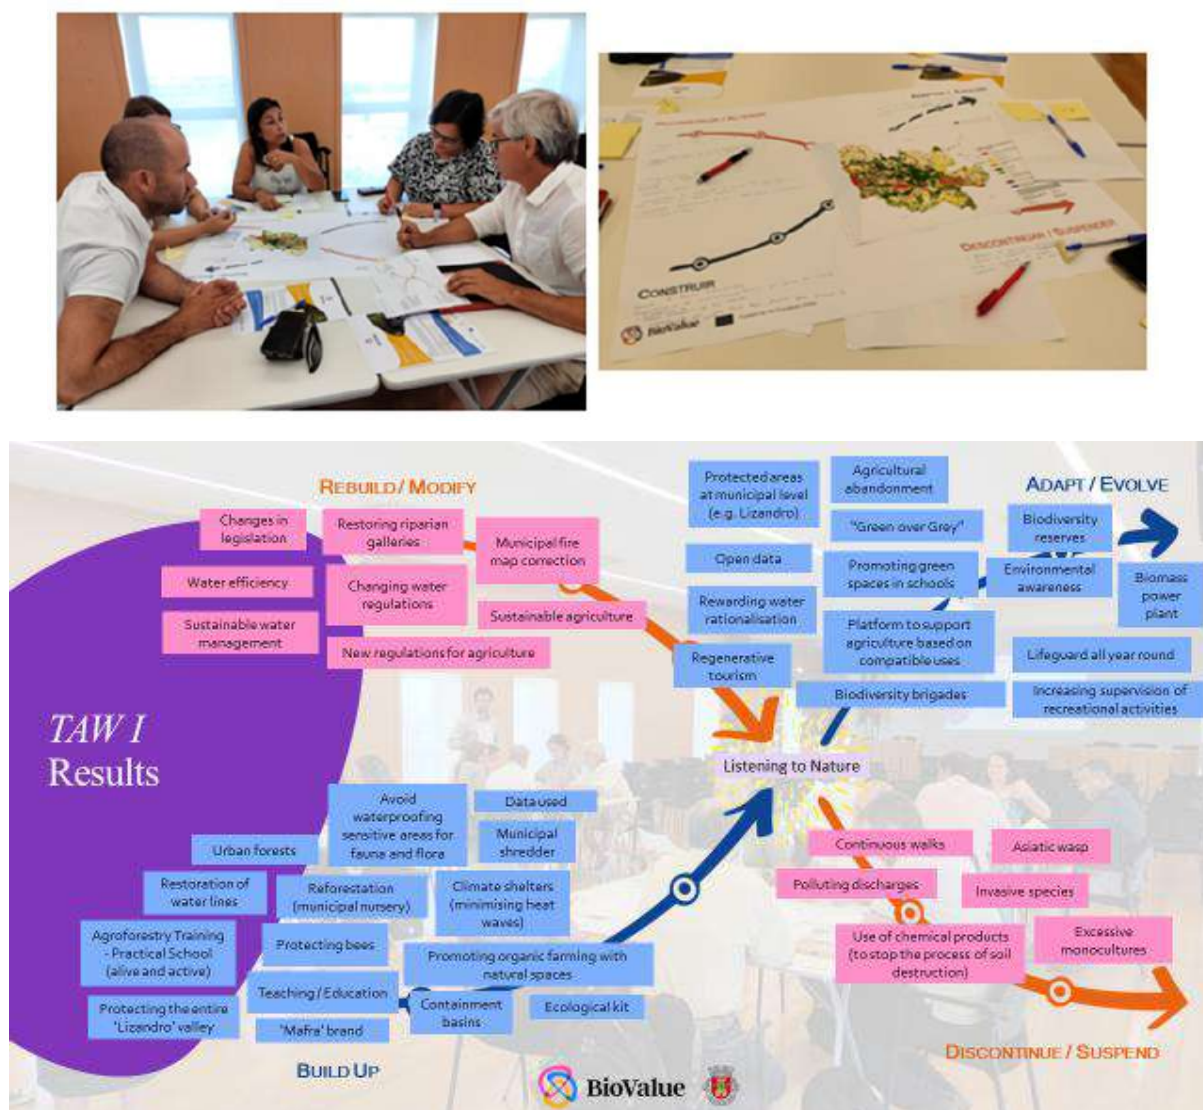 CONSTRUIR
DESCONTINUAR / SUSPENDER
BioValue
REBUILD / MODIFY
Changes in
legislation
Restoring riparian
galleries
Municipal fire
map correction
Water efficiency
Changing water
regulations
Sustainable agriculture
Sustainable water
management
New regulations for agriculture
Protected areas
at municipal level
(e.g. Lizandro)
Agricultural
abandonment
ADAPT / EVOLVE
"Green over Grey"
Biodiversity
reserves
Open data
Promoting green
spaces in schools
Environmental
awareness
Biomass
power
plant
Rewarding water
rationalisation
Platform to support
agriculture based on
compatible uses
Regenerative
tourism
Lifeguard all year round
Biodiversity brigades
Increasing supervision of
recreational activities
TAW I
Results
Listening to Nature
Avoid
waterproofing
sensitive areas for
fauna and flora
Data used
Municipal
shredder
Urban forests
Restoration of
water lines
Reforestation
(municipal nursery)
Climate shelters
(minimising heat
waves)
Agroforestry Training
- Practical School
(alive and active)
Protecting bees
Promoting organic farming with
natural spaces
Teaching / Education
Containment
basins
Ecological kit
Protecting the entire
'Lizandro' valley
'Mafra' brand
BUILD UP
Continuous walks
Asiatic wasp
Polluting discharges
Invasive species
Use of chemical products
(to stop the process of soil
destruction)
Excessive
monocultures
DISCONTINUE / SUSPEND
BioValue